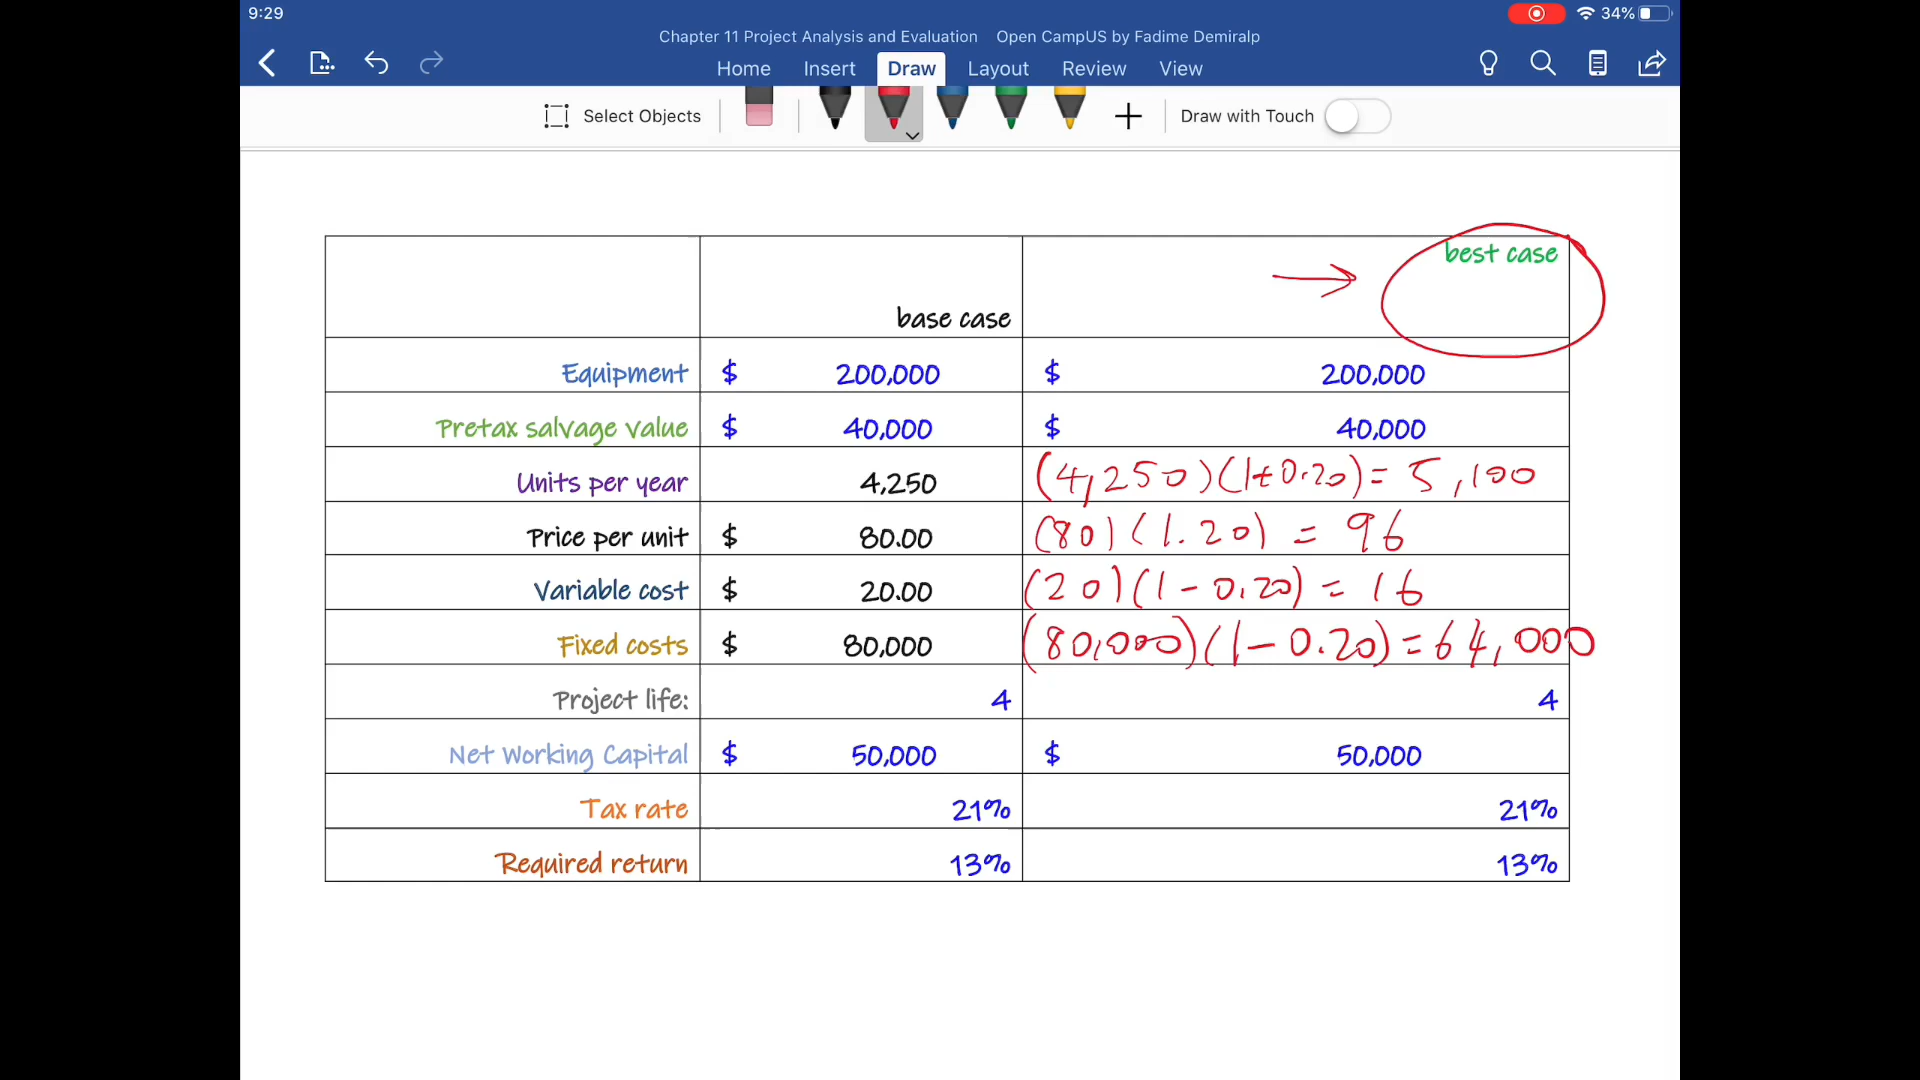 9:29
34%
Chapter 11 Project Analysis and Evaluation Open CampUS by Fadime Demiralp
Home Insert Draw Layout Review View
Select Objects
Draw with Touch
best case
base case
Equipment $ 200,000 $ 200,000
Pretax salvage value $ 40,000 $ 40,000
Units per year 4,250 (4,250)(1+0.20)= 5,100
Price per unit $ 80.00 (80)(1.20) = 96
Variable cost $ 20.00 (20)(1-0.20) = 16
Fixed costs $ 80,000 (80,000)(1-0.20)=64,000
Project life: 4 4
Net Working Capital $ 50,000 $ 50,000
Tax rate 21% 21%
Required return 13% 13%